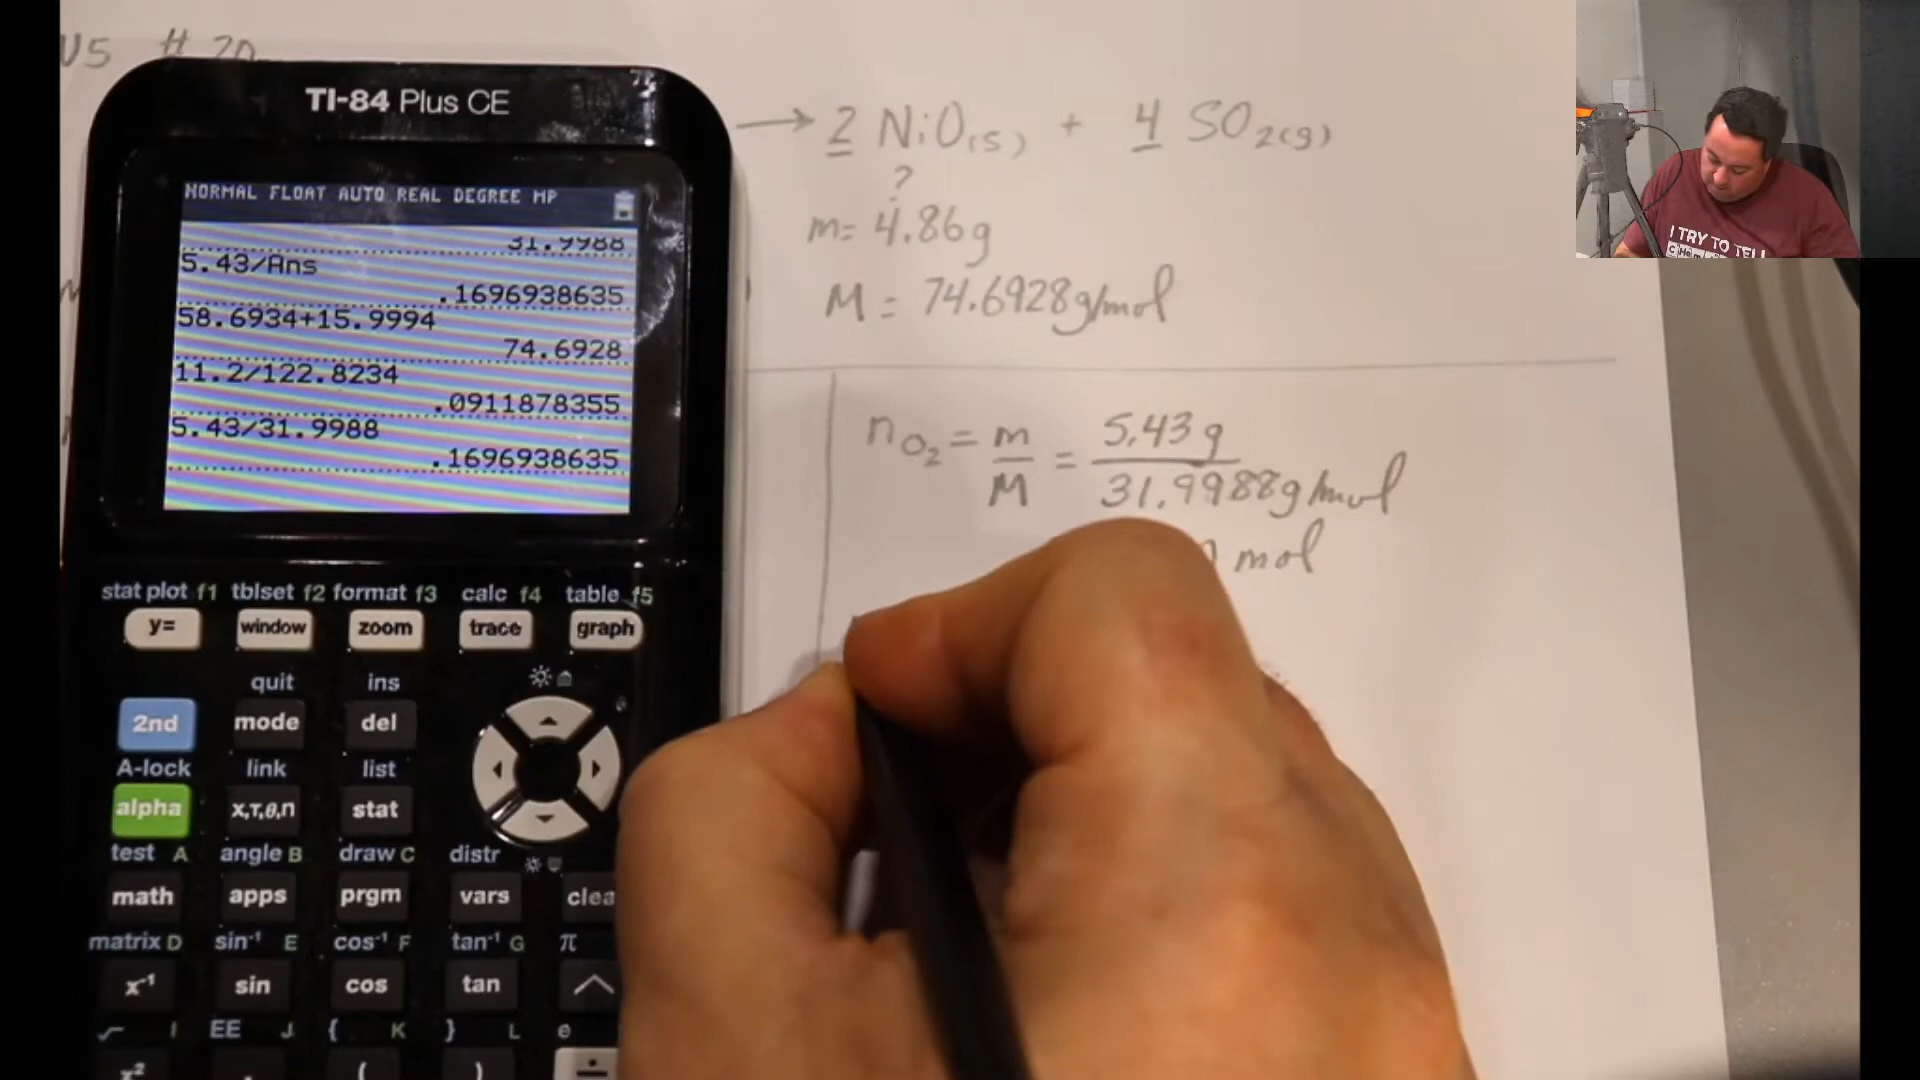 U5 # 20
TI-84 Plus CE
NORMAL FLOAT AUTO REAL DEGREE MP
31.9988
5.43/Ans
.1696938635
58.6934+15.9994
74.6928
11.2/122.8234
.0911878355
5.43/31.9988
.1696938635
→ 2 NiO(s) + 4 SO2(g)
?
m= 4.86g
M = 74.6928g/mol
nO2 = m/M = 5.43 g / 31.9988g/mol
mol
I TRY TO TELL
stat plot f1 tblset f2 format f3 calc f4 table f5
y= window zoom trace graph
quit ins
2nd mode del
A-lock link list
alpha X,T,θ,n stat
test A angle B draw C distr
math apps prgm vars clea
matrix D sin⁻¹ E cos⁻¹ F tan⁻¹ G π
x⁻¹ sin cos tan ^
√ I EE J { K } L e
x² , ( ) ÷